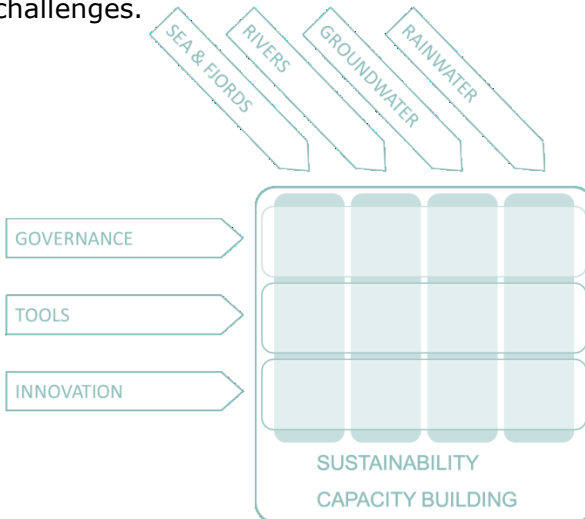 challenges.
SEA & FJORDS
RIVERS
GROUNDWATER
RAINWATER
GOVERNANCE
TOOLS
INNOVATION
SUSTAINABILITY
CAPACITY BUILDING